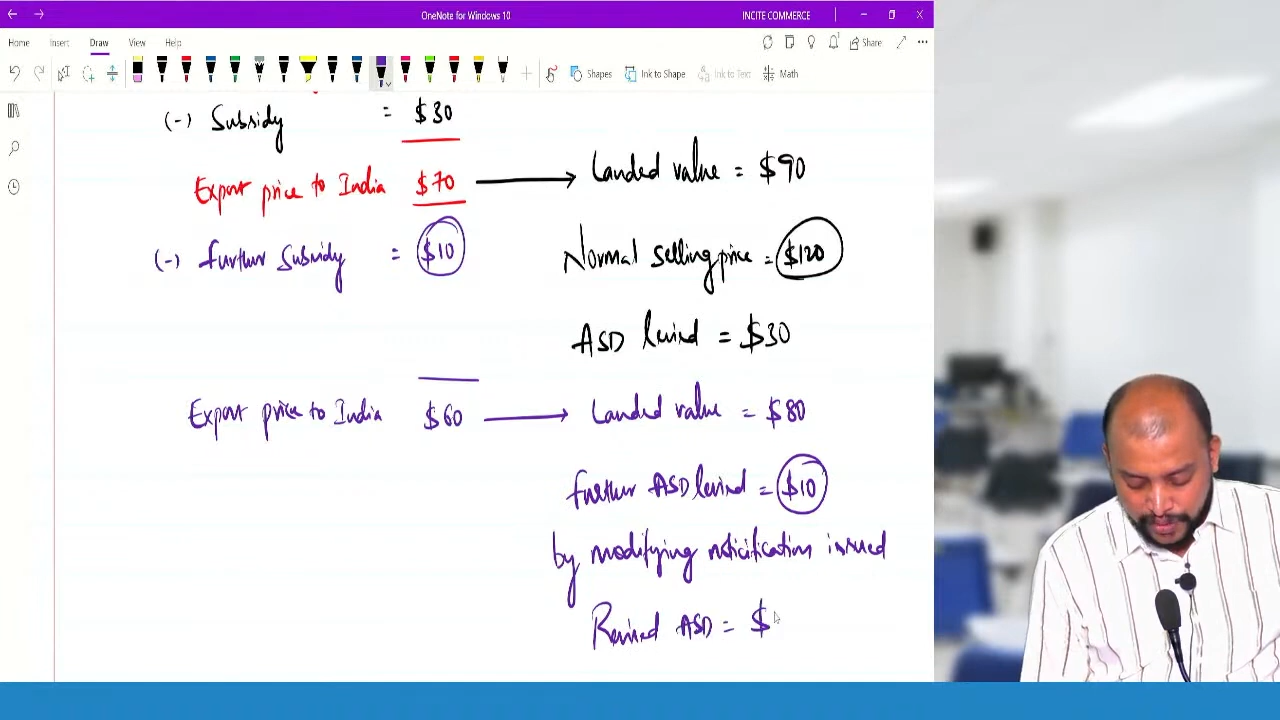 OneNote for Windows 10
INCITE COMMERCE
Home Insert Draw View Help
Share
Shapes Ink to Shape Ink to Text Math
(-) Subsidy = $30
Export price to India $70
Landed value = $90
(-) further Subsidy = $10
Normal selling price = $120
ASD levied = $30
Export price to India $60
Landed value = $80
further ASD levied = $10
by modifying noticification issued
Revised ASD = $